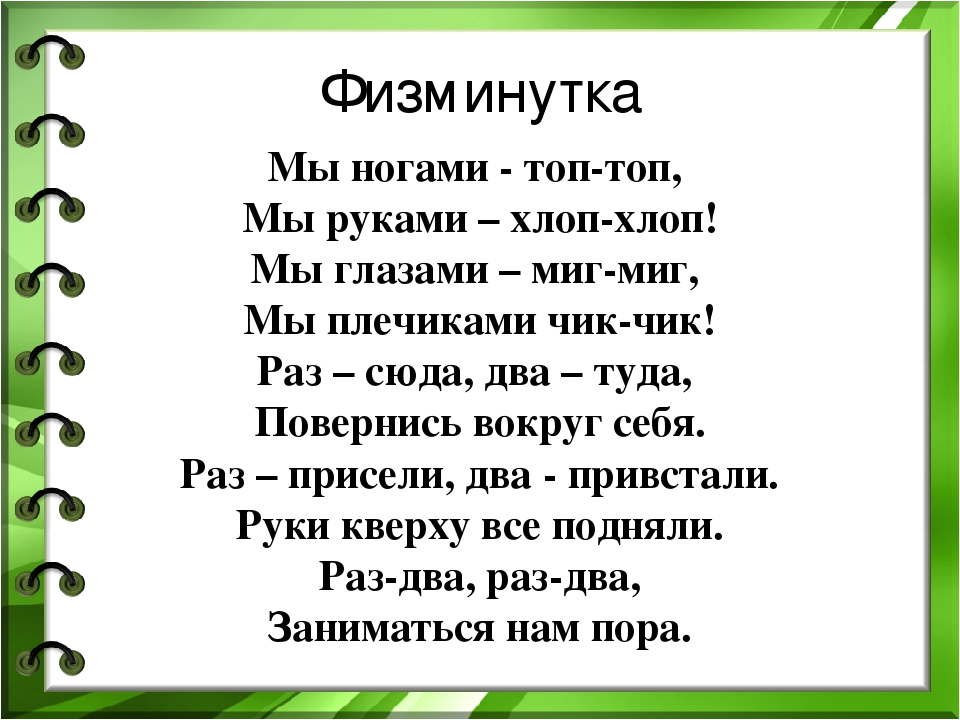 Физминутка
Мы ногами - топ-топ,
Мы руками – хлоп-хлоп!
Мы глазами – миг-миг,
Мы плечиками чик-чик!
Раз – сюда, два – туда,
Повернись вокруг себя.
Раз – присели, два - привстали.
Руки кверху все подняли.
Раз-два, раз-два,
Заниматься нам пора.